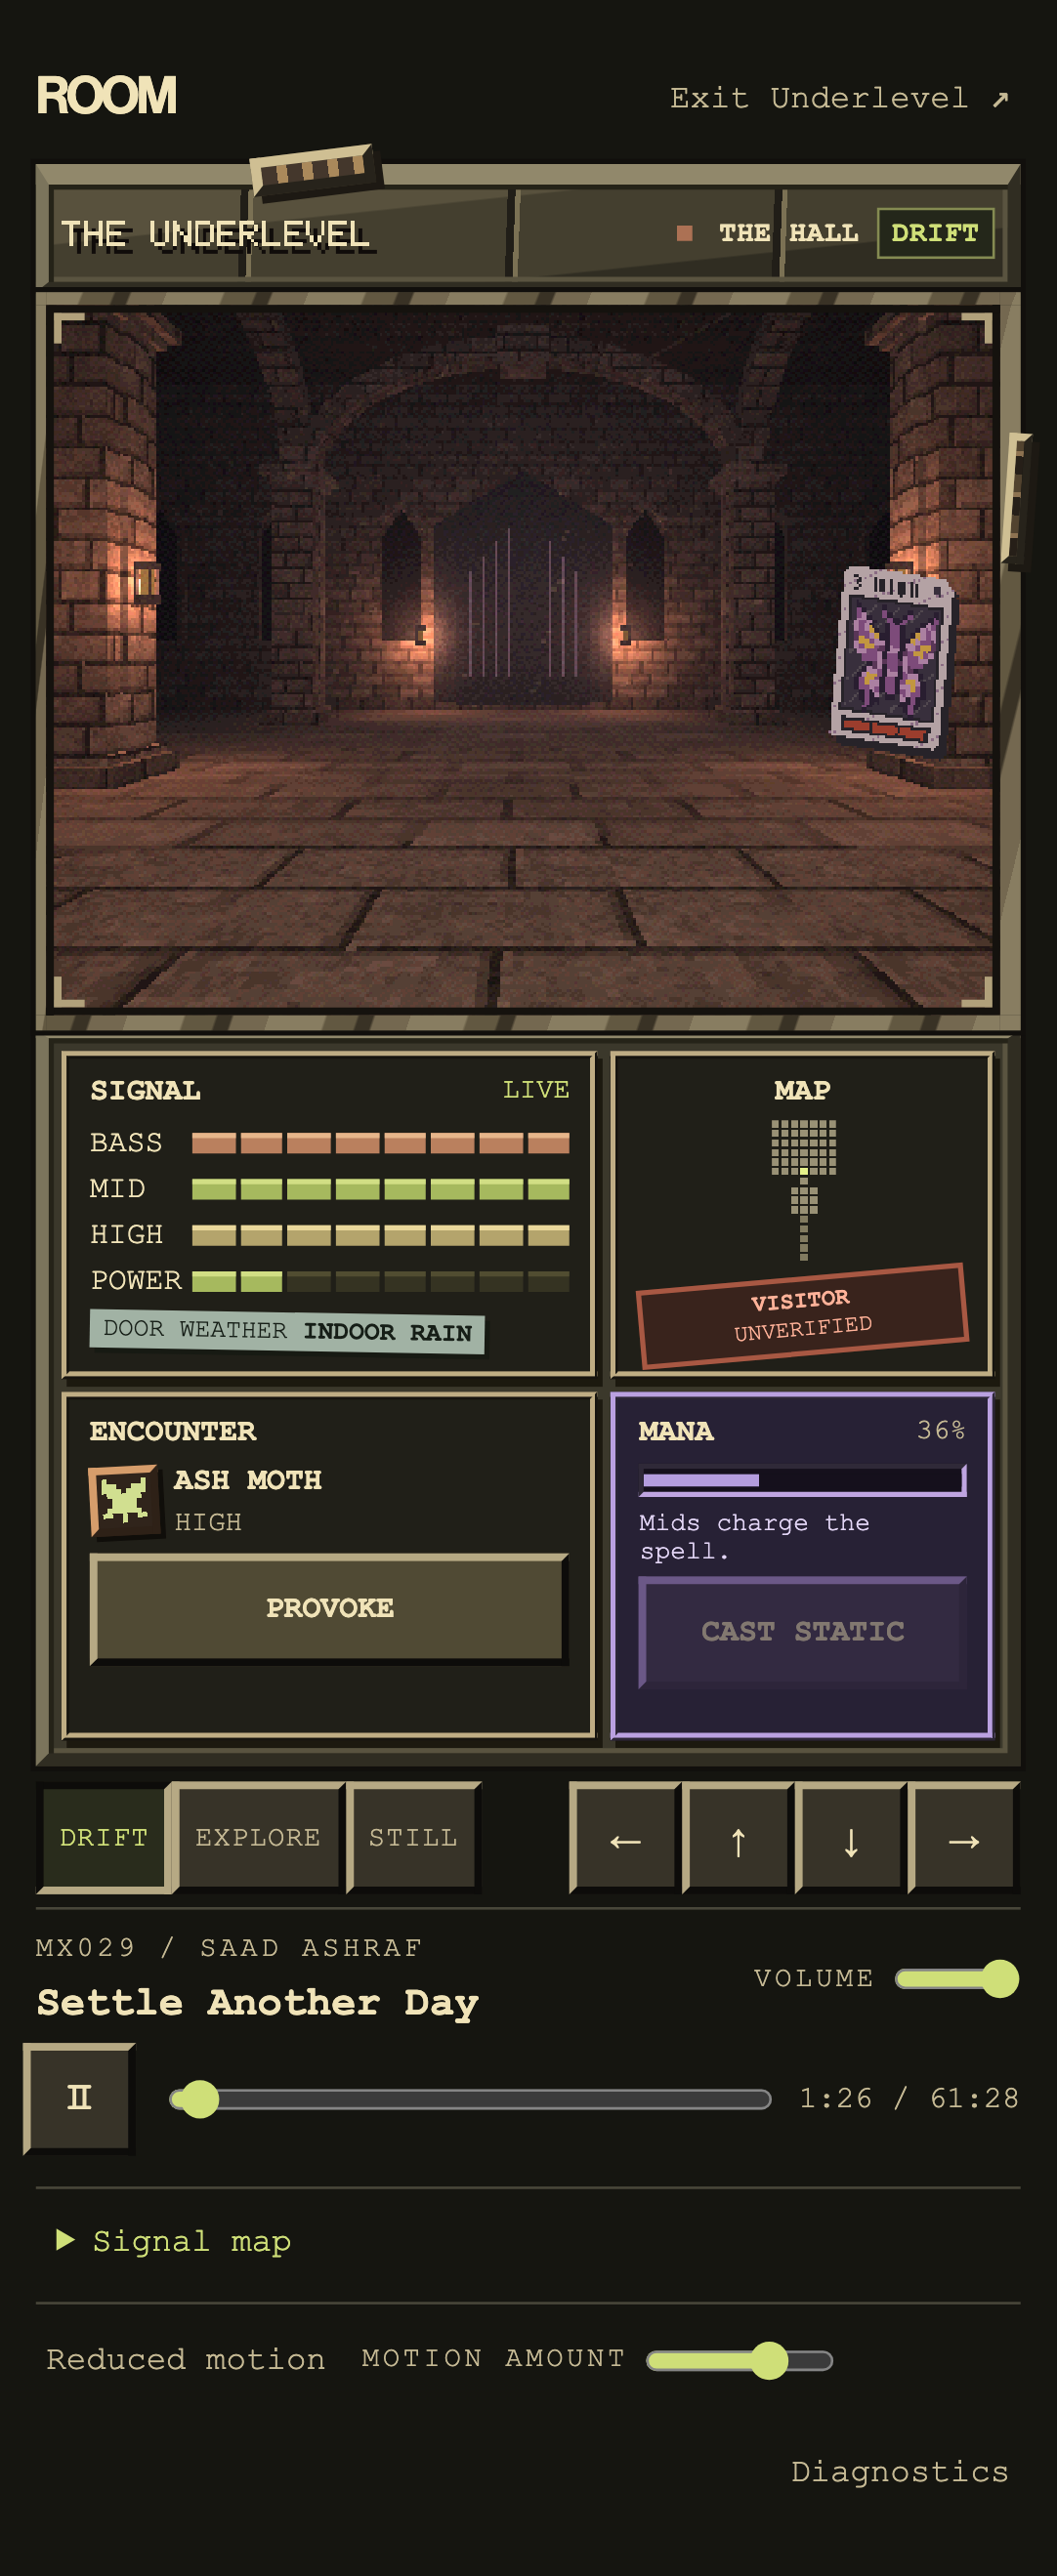 ROOM
Exit Underlevel ↗
THE UNDERLEVEL
THE HALL DRIFT
SIGNAL LIVE
BASS
MID
HIGH
POWER
DOOR WEATHER INDOOR RAIN
MAP
VISITOR
UNVERIFIED
ENCOUNTER
ASH MOTH
HIGH
PROVOKE
MANA 36%
Mids charge the
spell.
CAST STATIC
DRIFT EXPLORE STILL ← ↑ ↓ →
MX029 / SAAD ASHRAF
Settle Another Day
VOLUME
1:26 / 61:28
▶ Signal map
Reduced motion MOTION AMOUNT
Diagnostics